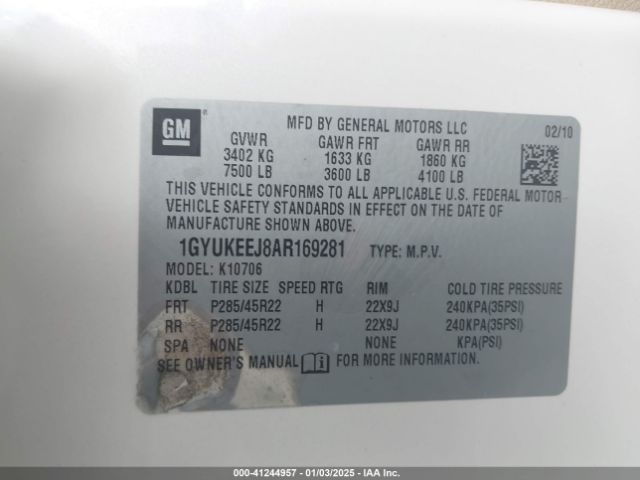 GM
MFD BY GENERAL MOTORS LLC 02/10
GVWR GAWR FRT GAWR RR
3402 KG 1633 KG 1860 KG
7500 LB 3600 LB 4100 LB
THIS VEHICLE CONFORMS TO ALL APPLICABLE U.S. FEDERAL MOTOR
VEHICLE SAFETY STANDARDS IN EFFECT ON THE DATE OF
MANUFACTURE SHOWN ABOVE.
1GYUKEEJ8AR169281 TYPE: M.P.V.
MODEL: K10706
KDBL TIRE SIZE SPEED RTG RIM COLD TIRE PRESSURE
FRT P285/45R22 H 22X9J 240KPA(35PSI)
RR P285/45R22 H 22X9J 240KPA(35PSI)
SPA NONE NONE KPA(PSI)
SEE OWNER'S MANUAL FOR MORE INFORMATION.
000-41244957 - 01/03/2025 - IAA